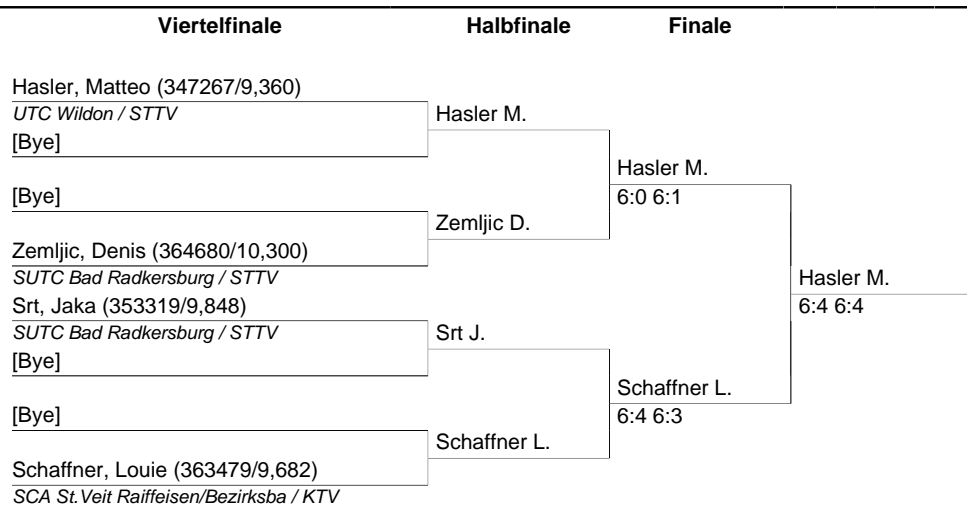 Viertelfinale Halbfinale Finale
Hasler, Matteo (347267/9,360)
UTC Wildon / STTV
Hasler M.
[Bye]
Hasler M.
[Bye]
6:0 6:1
Zemljic D.
Zemljic, Denis (364680/10,300)
SUTC Bad Radkersburg / STTV
Hasler M.
Srt, Jaka (353319/9,848)
6:4 6:4
SUTC Bad Radkersburg / STTV
Srt J.
[Bye]
Schaffner L.
[Bye]
6:4 6:3
Schaffner L.
Schaffner, Louie (363479/9,682)
SCA St.Veit Raiffeisen/Bezirksba / KTV